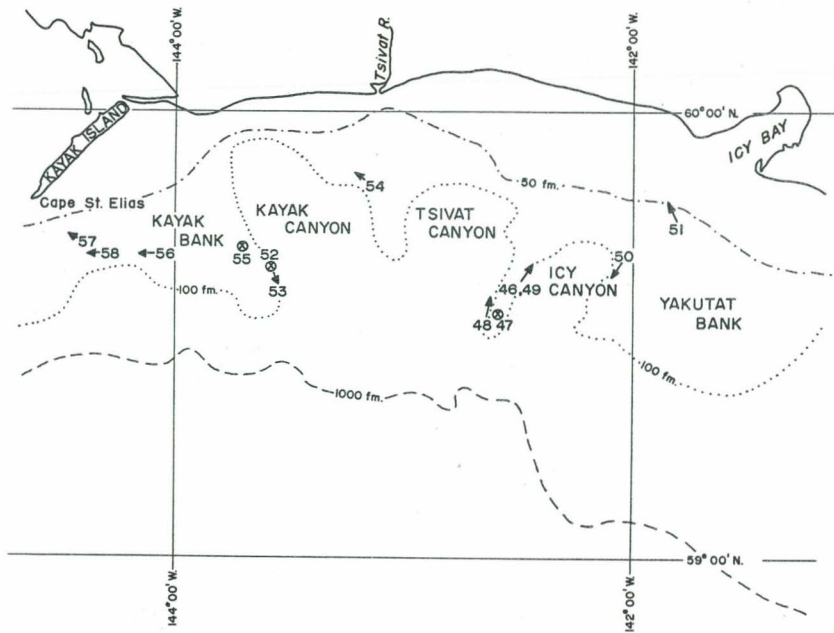 144°00'W.
Tsivat R.
142°00'W.
60°00'N.
KAYAK ISLAND
ICY BAY
Cape St. Elias
54
50 fm.
KAYAK
BANK
KAYAK
CANYON
TSIVAT
CANYON
51
57
58
56
55
52
53
50
46,49
ICY
CANYON
100 fm.
48 47
YAKUTAT
BANK
100 fm.
1000 fm.
59°00'N.
144°00'W.
142°00'W.